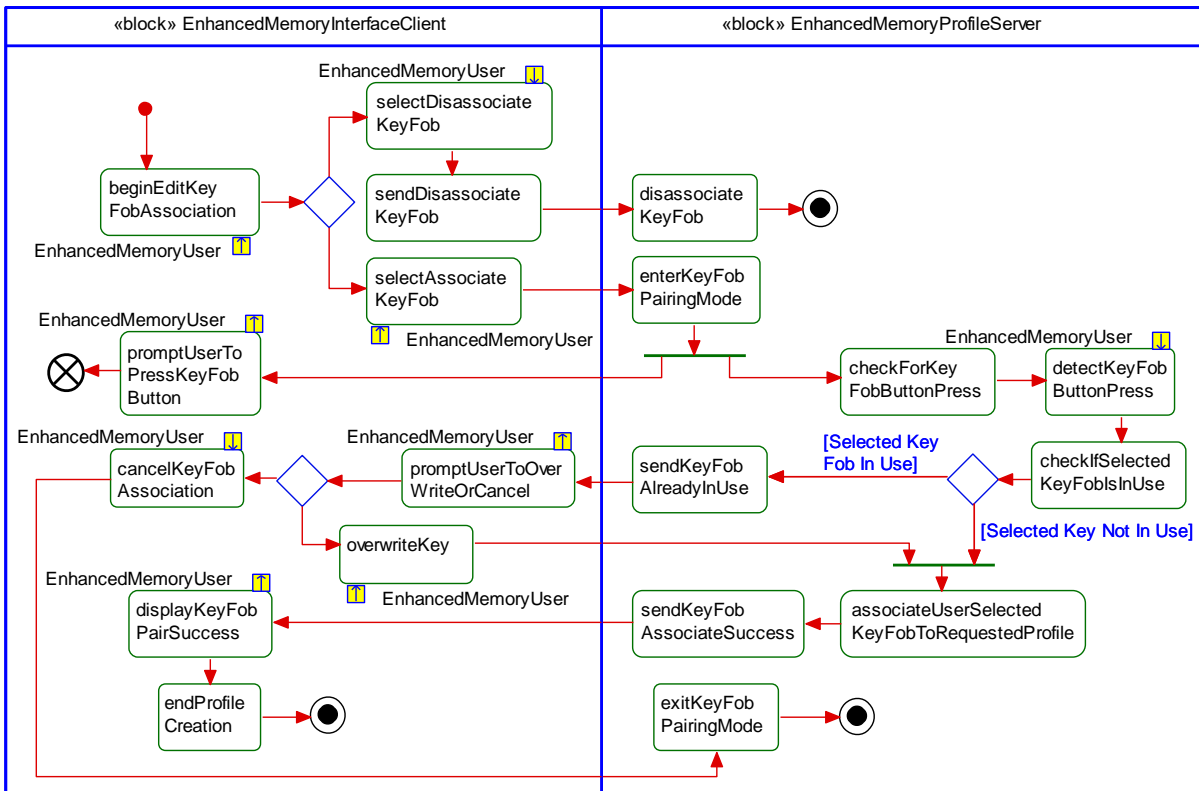 «block» EnhancedMemoryInterfaceClient
«block» EnhancedMemoryProfileServer
EnhancedMemoryUser
selectDisassociate
KeyFob
beginEditKey
FobAssociation
EnhancedMemoryUser
sendDisassociate
KeyFob
disassociate
KeyFob
selectAssociate
KeyFob
EnhancedMemoryUser
enterKeyFob
PairingMode
EnhancedMemoryUser
promptUserTo
PressKeyFob
Button
checkForKey
FobButtonPress
EnhancedMemoryUser
detectKeyFob
ButtonPress
EnhancedMemoryUser
cancelKeyFob
Association
EnhancedMemoryUser
promptUserToOver
WriteOrCancel
sendKeyFob
AlreadyInUse
[Selected Key
Fob In Use]
checkIfSelected
KeyFobIsInUse
[Selected Key Not In Use]
overwriteKey
EnhancedMemoryUser
EnhancedMemoryUser
displayKeyFob
PairSuccess
sendKeyFob
AssociateSuccess
associateUserSelected
KeyFobToRequestedProfile
endProfile
Creation
exitKeyFob
PairingMode